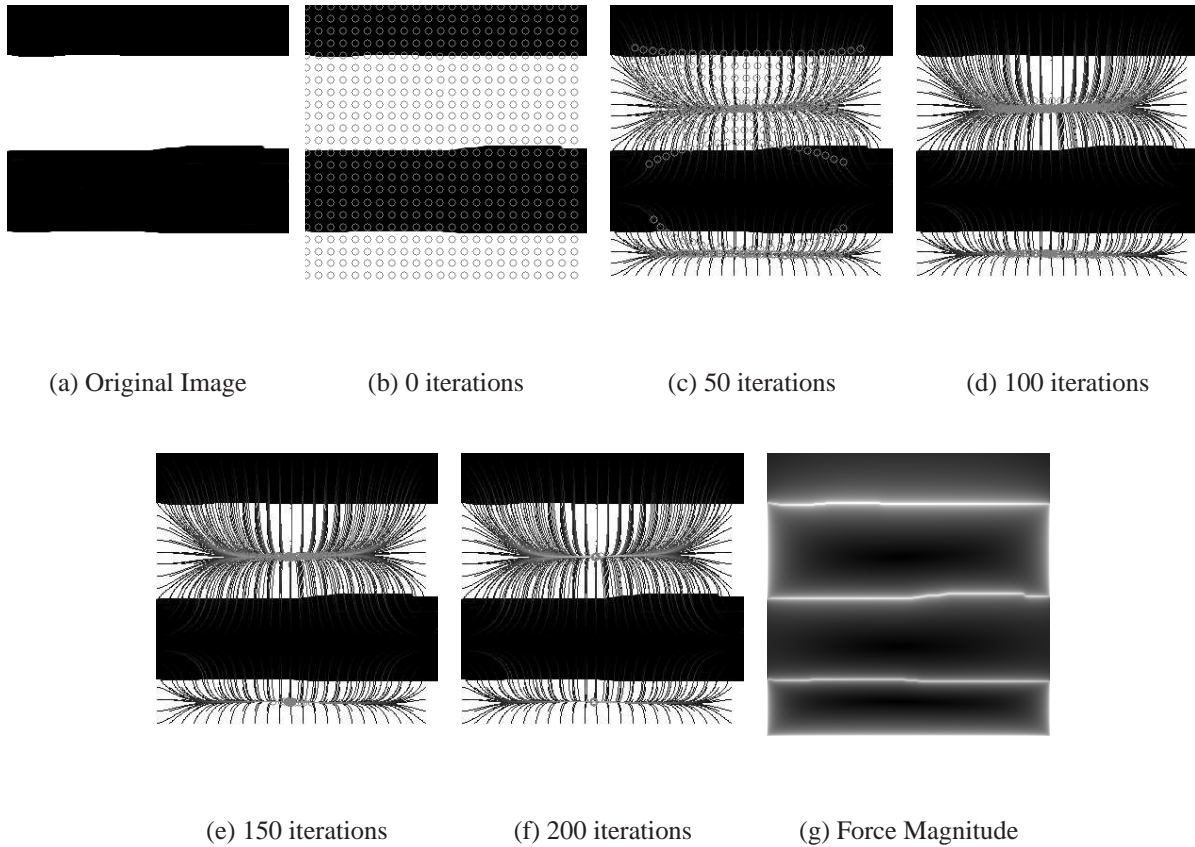 (a) Original Image
(b) 0 iterations
(c) 50 iterations
(d) 100 iterations
(e) 150 iterations
(f) 200 iterations
(g) Force Magnitude